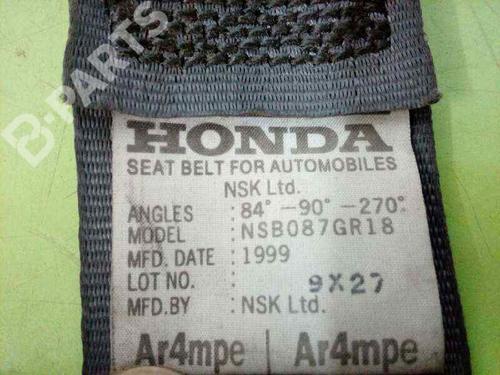 B-PARTS
HONDA
SEAT BELT FOR AUTOMOBILES
NSK Ltd.
ANGLES : 84° -90° -270°
MODEL : NSB087GR18
MFD. DATE : 1999
LOT NO. : 9X27
MFD.BY : NSK Ltd.
Ar4mpe | Ar4mpe